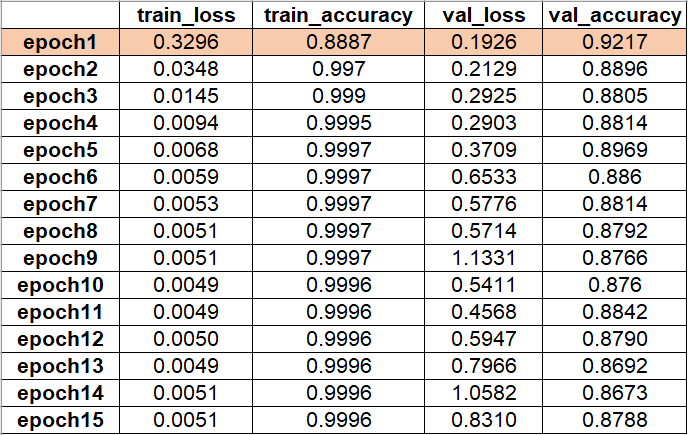 train_loss train_accuracy val_loss val_accuracy
epoch1 0.3296 0.8887 0.1926 0.9217
epoch2 0.0348 0.997 0.2129 0.8896
epoch3 0.0145 0.999 0.2925 0.8805
epoch4 0.0094 0.9995 0.2903 0.8814
epoch5 0.0068 0.9997 0.3709 0.8969
epoch6 0.0059 0.9997 0.6533 0.886
epoch7 0.0053 0.9997 0.5776 0.8814
epoch8 0.0051 0.9997 0.5714 0.8792
epoch9 0.0051 0.9997 1.1331 0.8766
epoch10 0.0049 0.9996 0.5411 0.876
epoch11 0.0049 0.9996 0.4568 0.8842
epoch12 0.0050 0.9996 0.5947 0.8790
epoch13 0.0049 0.9996 0.7966 0.8692
epoch14 0.0051 0.9996 1.0582 0.8673
epoch15 0.0051 0.9996 0.8310 0.8788